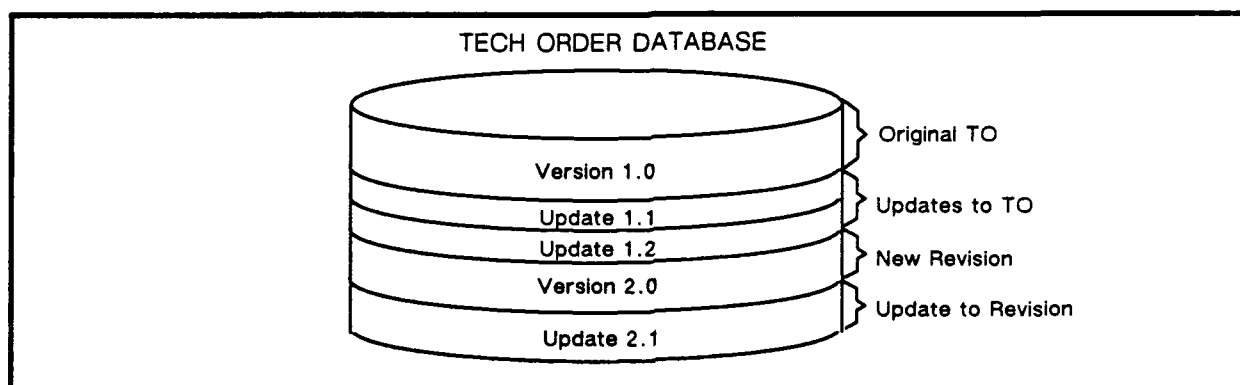 TECH ORDER DATABASE
Version 1.0
Original TO
Update 1.1
Updates to TO
Update 1.2
New Revision
Version 2.0
Update to Revision
Update 2.1